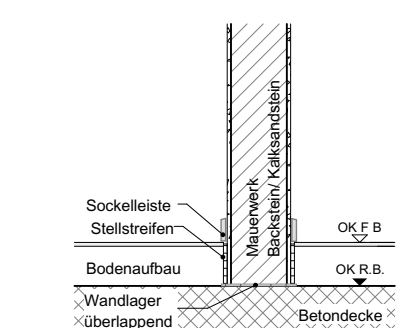 Mauerwerk
Backstein/ Kalksandstein
Sockelleiste
Stellstreifen
OK F B
Bodenaufbau
OK R.B.
Wandlager
überlappend
Betondecke